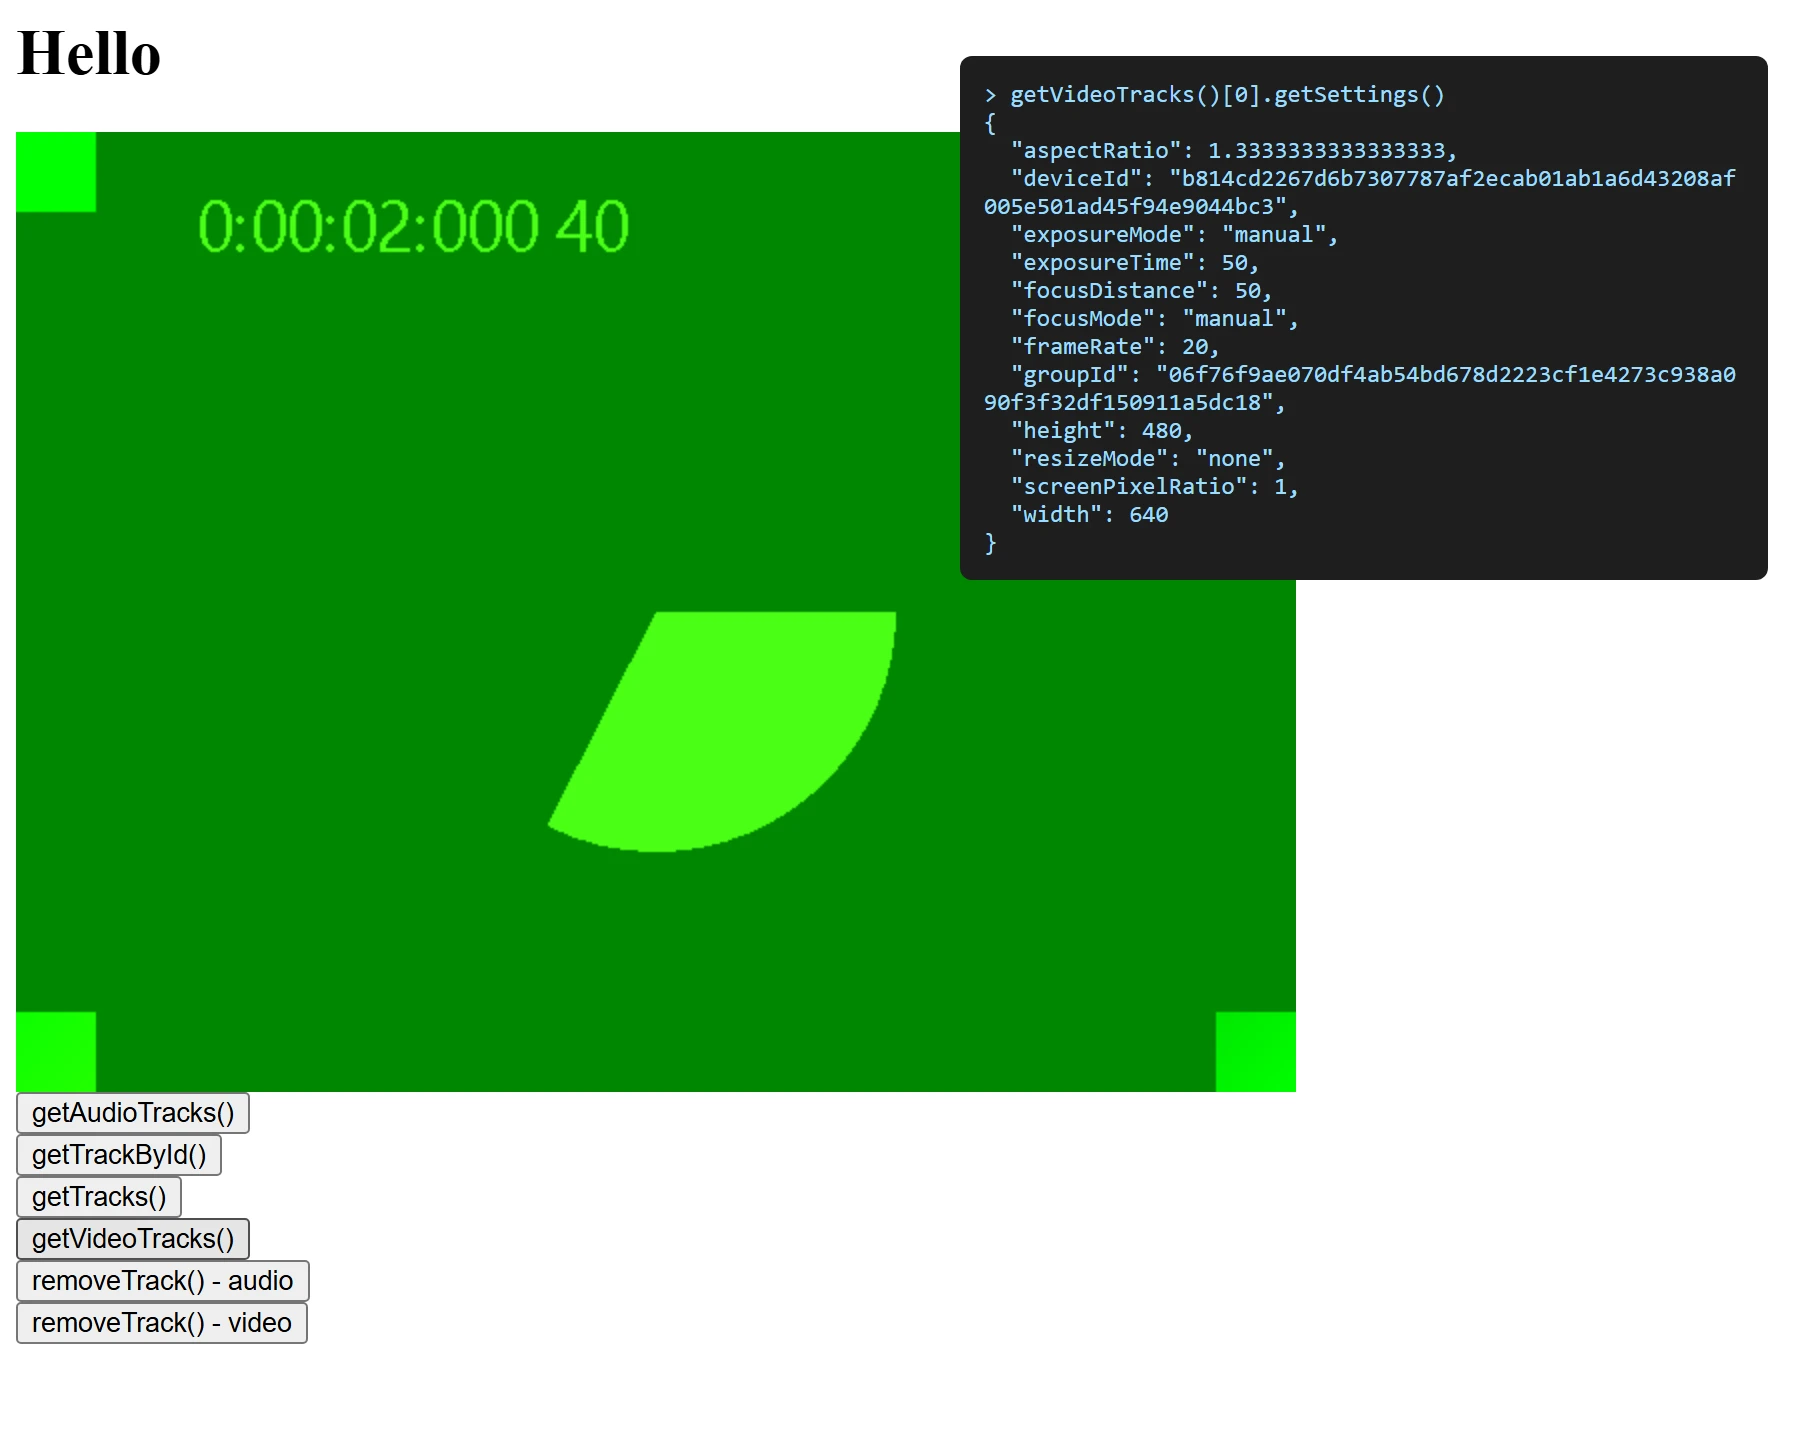 Hello
0:00:02:000 40
> getVideoTracks()[0].getSettings()
{
"aspectRatio": 1.3333333333333333,
"deviceId": "b814cd2267d6b7307787af2ecab01ab1a6d43208af
005e501ad45f94e9044bc3",
"exposureMode": "manual",
"exposureTime": 50,
"focusDistance": 50,
"focusMode": "manual",
"frameRate": 20,
"groupId": "06f76f9ae070df4ab54bd678d2223cf1e4273c938a0
90f3f32df150911a5dc18",
"height": 480,
"resizeMode": "none",
"screenPixelRatio": 1,
"width": 640
}
getAudioTracks()
getTrackById()
getTracks()
getVideoTracks()
removeTrack() - audio
removeTrack() - video